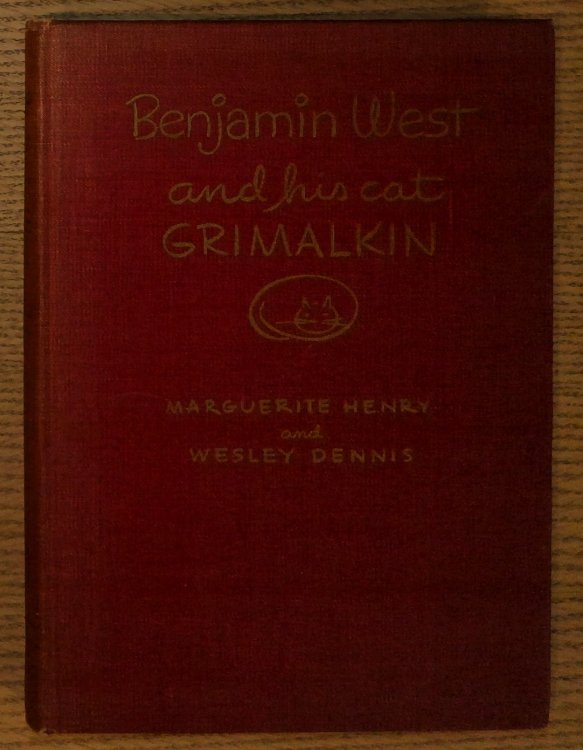 Benjamin West
and his cat
GRIMALKIN
MARGUERITE HENRY
and
WESLEY DENNIS